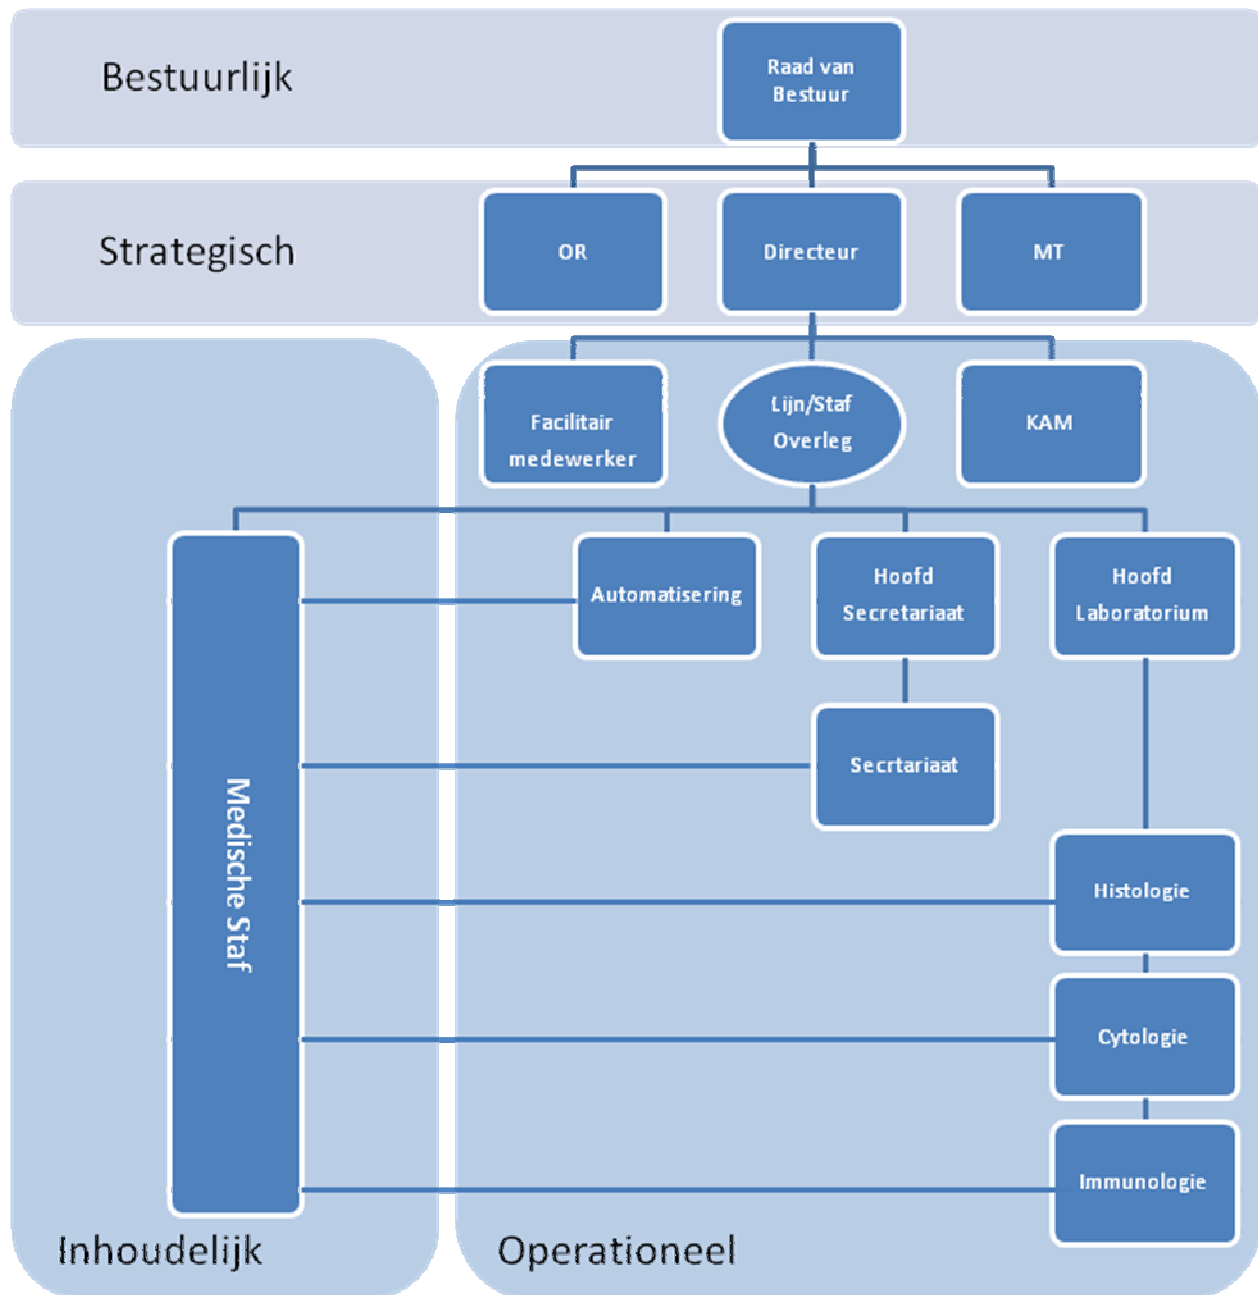 Bestuurlijk
Raad van
Bestuur
Strategisch
OR
Directeur
MT
Facilitair
medewerker
Lijn/Staf
Overleg
KAM
Automatisering
Hoofd
Secretariaat
Hoofd
Laboratorium
Secrtariaat
Medische Staf
Histologie
Cytologie
Immunologie
Inhoudelijk
Operationeel